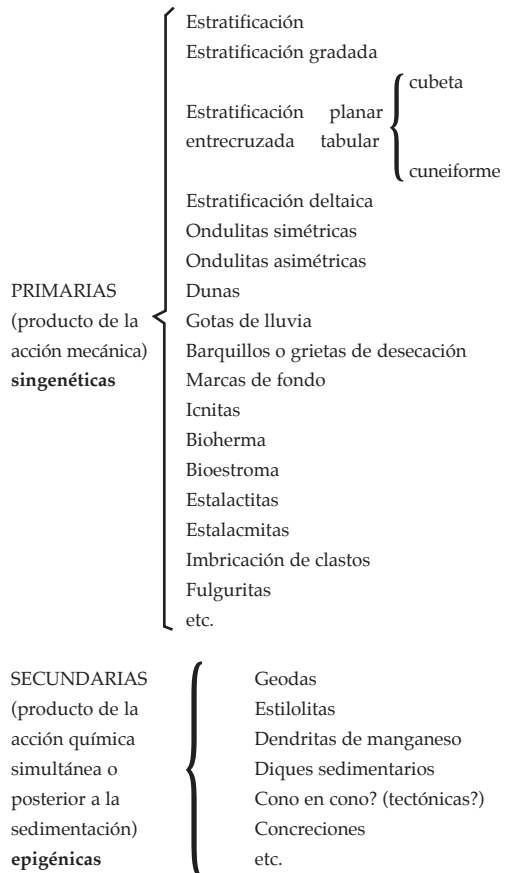 Estratificación
Estratificación gradada
cubeta
Estratificación planar
entrecruzada tabular
cuneiforme
Estratificación deltaica
Ondulitas simétricas
Ondulitas asimétricas
PRIMARIAS
Dunas
(producto de la
Gotas de lluvia
acción mecánica)
Barquillos o grietas de desecación
singenéticas
Marcas de fondo
Icnitas
Bioherma
Bioestroma
Estalactitas
Estalacmitas
Imbricación de clastos
Fulguritas
etc.
SECUNDARIAS
Geodas
(producto de la
Estilolitas
acción química
Dendritas de manganeso
simultánea o
Diques sedimentarios
posterior a la
Cono en cono? (tectónicas?)
sedimentación)
Concreciones
epigénicas
etc.